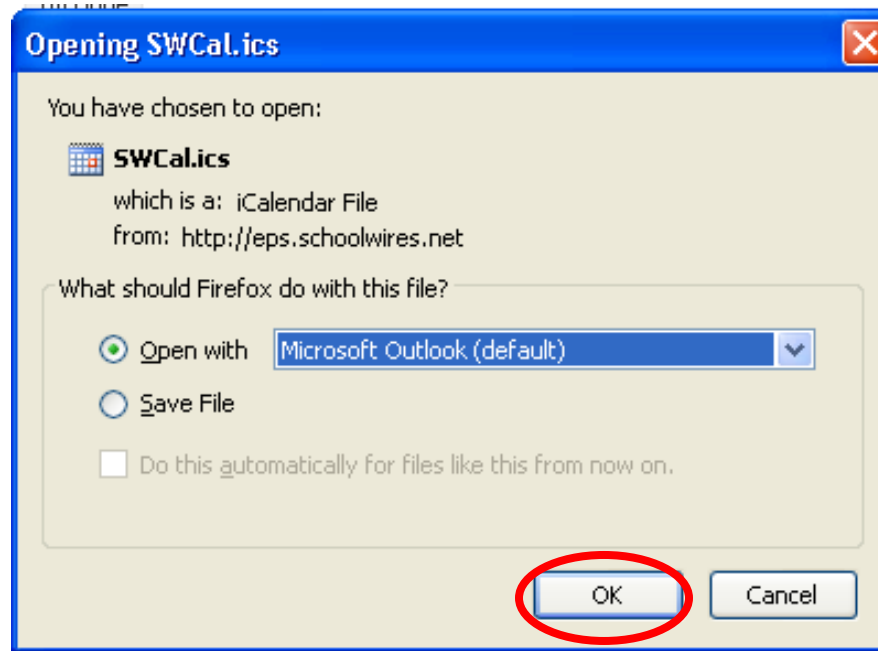 Opening SWCal.ics
You have chosen to open:
SWCal.ics
which is a: iCalendar File
from: http://eps.schoolwires.net
What should Firefox do with this file?
Open with Microsoft Outlook (default)
Save File
Do this automatically for files like this from now on.
OK Cancel